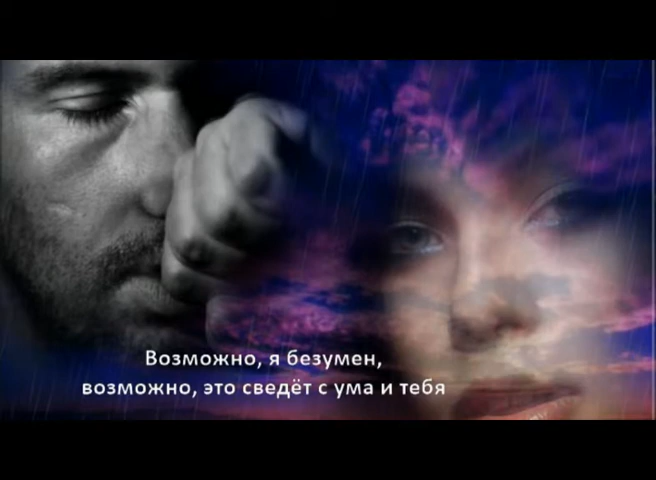 Возможно, я безумен,
возможно, это сведёт с ума и тебя